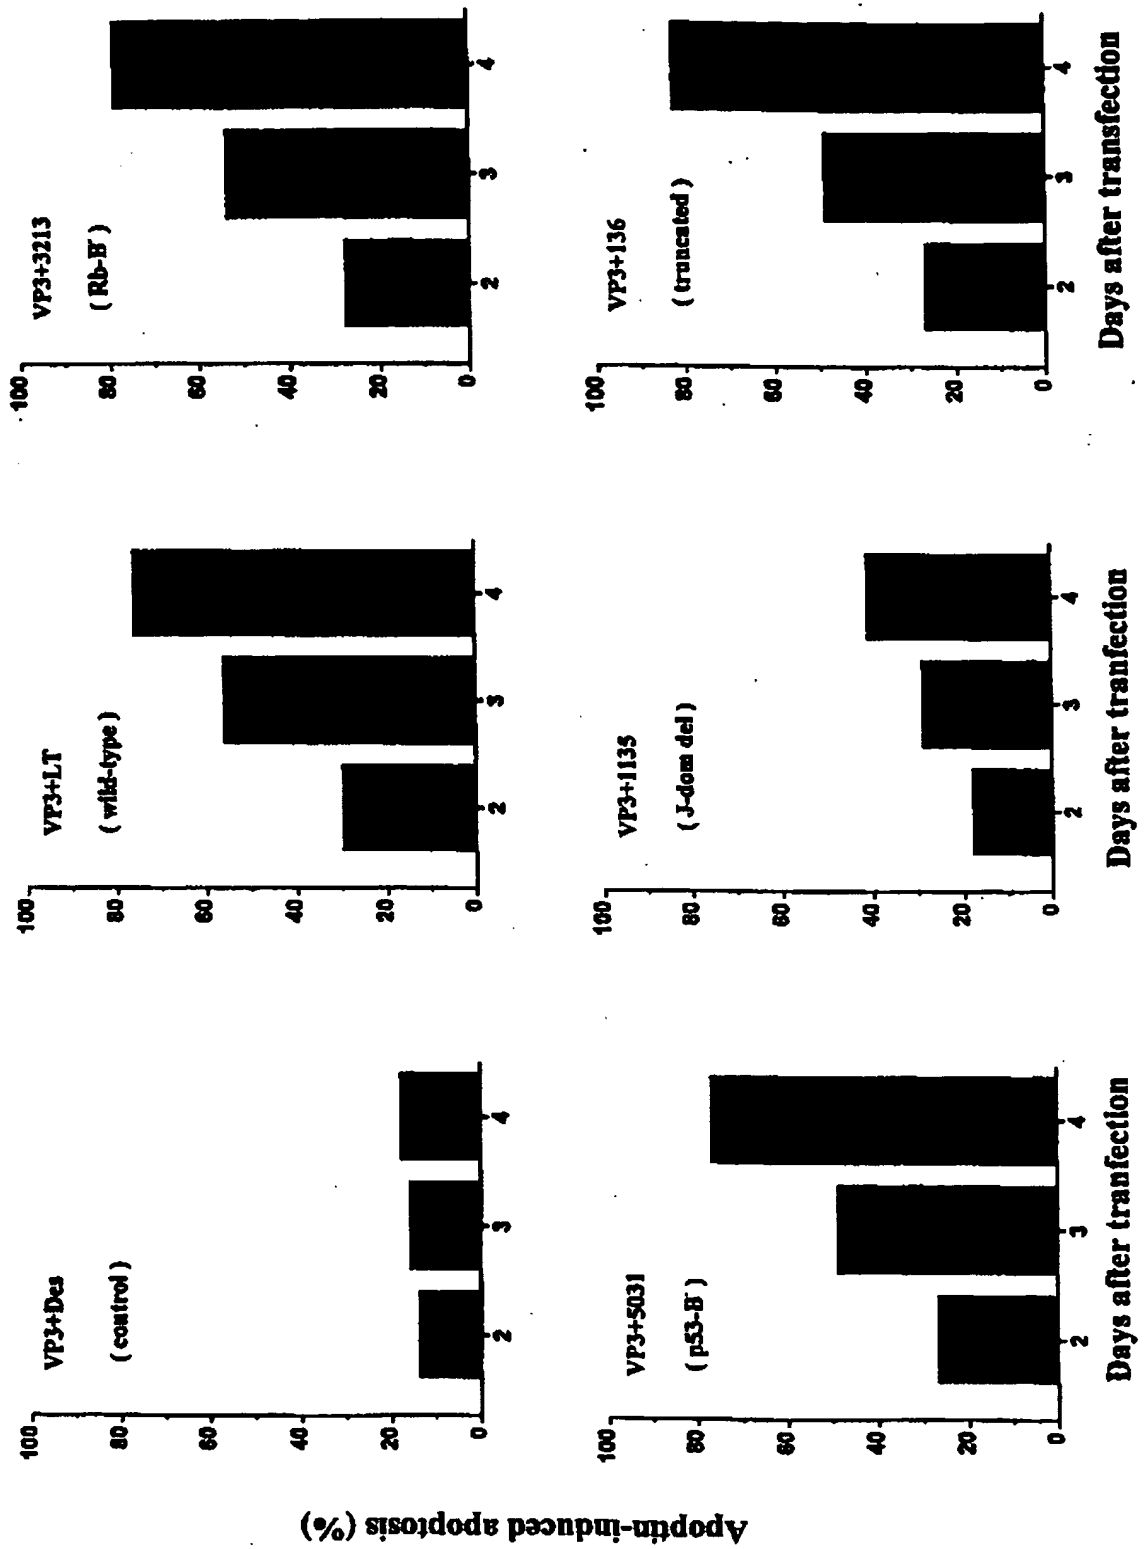 Apoptin-induced apoptosis (%)
VP3+Des
( control )
100
80
60
40
20
0
2 3 4
VP3+LT
( wild-type )
100
80
60
40
20
0
2 3 4
VP3+3213
( Rb-B⁻ )
100
80
60
40
20
0
2 3 4
VP3+5031
( p53-B⁻ )
100
80
60
40
20
0
2 3 4
Days after tranfection
VP3+1135
( J-dom del )
100
80
60
40
20
0
2 3 4
Days after tranfection
VP3+136
( truncated )
100
80
60
40
20
0
2 3 4
Days after transfection